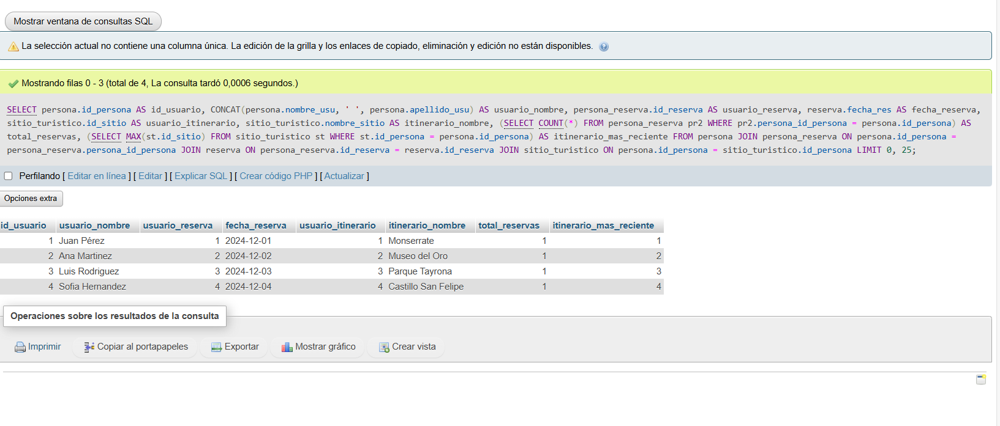 Mostrar ventana de consultas SQL
La selección actual no contiene una columna única. La edición de la grilla y los enlaces de copiado, eliminación y edición no están disponibles.
Mostrando filas 0 - 3 (total de 4, La consulta tardó 0,0006 segundos.)
SELECT persona.id_persona AS id_usuario, CONCAT(persona.nombre_usu, ' ', persona.apellido_usu) AS usuario_nombre, persona_reserva.id_reserva AS usuario_reserva, reserva.fecha_res AS fecha_reserva,
sitio_turistico.id_sitio AS usuario_itinerario, sitio_turistico.nombre_sitio AS itinerario_nombre, (SELECT COUNT(*) FROM persona_reserva pr2 WHERE pr2.persona_id_persona = persona.id_persona) AS
total_reservas, (SELECT MAX(st.id_sitio) FROM sitio_turistico st WHERE st.id_persona = persona.id_persona) AS itinerario_mas_reciente FROM persona JOIN persona_reserva ON persona.id_persona =
persona_reserva.persona_id_persona JOIN reserva ON persona_reserva.id_reserva = reserva.id_reserva JOIN sitio_turistico ON persona.id_persona = sitio_turistico.id_persona LIMIT 0, 25;
Perfilando [ Editar en línea ] [ Editar ] [ Explicar SQL ] [ Crear código PHP ] [ Actualizar ]
Opciones extra
id_usuario usuario_nombre usuario_reserva fecha_reserva usuario_itinerario itinerario_nombre total_reservas itinerario_mas_reciente
1 Juan Pérez 1 2024-12-01 1 Monserrate 1 1
2 Ana Martinez 2 2024-12-02 2 Museo del Oro 1 2
3 Luis Rodriguez 3 2024-12-03 3 Parque Tayrona 1 3
4 Sofia Hernandez 4 2024-12-04 4 Castillo San Felipe 1 4
Operaciones sobre los resultados de la consulta
Imprimir Copiar al portapapeles Exportar Mostrar gráfico Crear vista